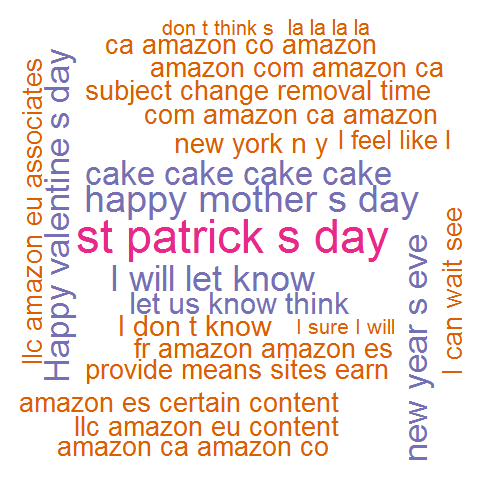 don t think s
la la la la
ca amazon co amazon
amazon com amazon ca
subject change removal time
com amazon ca amazon
new york n y
I feel like I
cake cake cake cake
happy mother s day
st patrick s day
I will let know
let us know think
I don t know
I sure I will
fr amazon amazon es
provide means sites earn
amazon es certain content
llc amazon eu content
amazon ca amazon co
llc amazon eu associates
Happy valentine s day
new year s eve
I can wait see